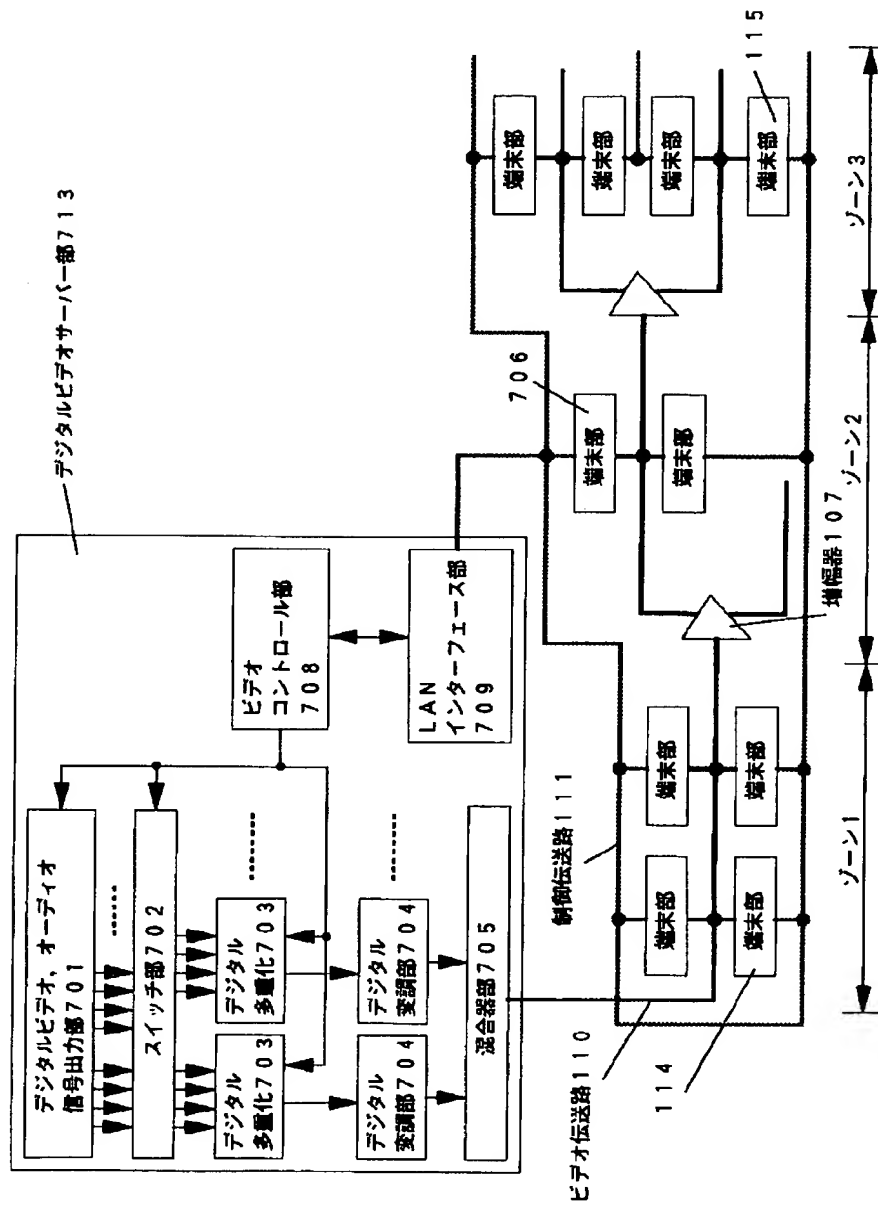 デジタルビデオサーバー部713
デジタルビデオ,オーディオ
信号出力部701
スイッチ部702
デジタル
多重化703
デジタル
多重化703
デジタル
変調部704
デジタル
変調部704
混合器部705
ビデオ
コントロール部
708
LAN
インターフェース部
709
ビデオ伝送路110
制御伝送路111
端末部
端末部
端末部
端末部
114
増幅器107
端末部
端末部
706
端末部
端末部
端末部
端末部
115
ゾーン1
ゾーン2
ゾーン3